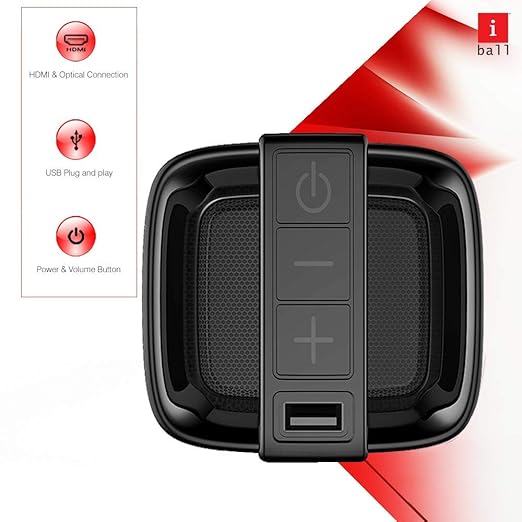 HDMI
HDMI & Optical Connection
USB Plug and play
Power & Volume Button
i
ball